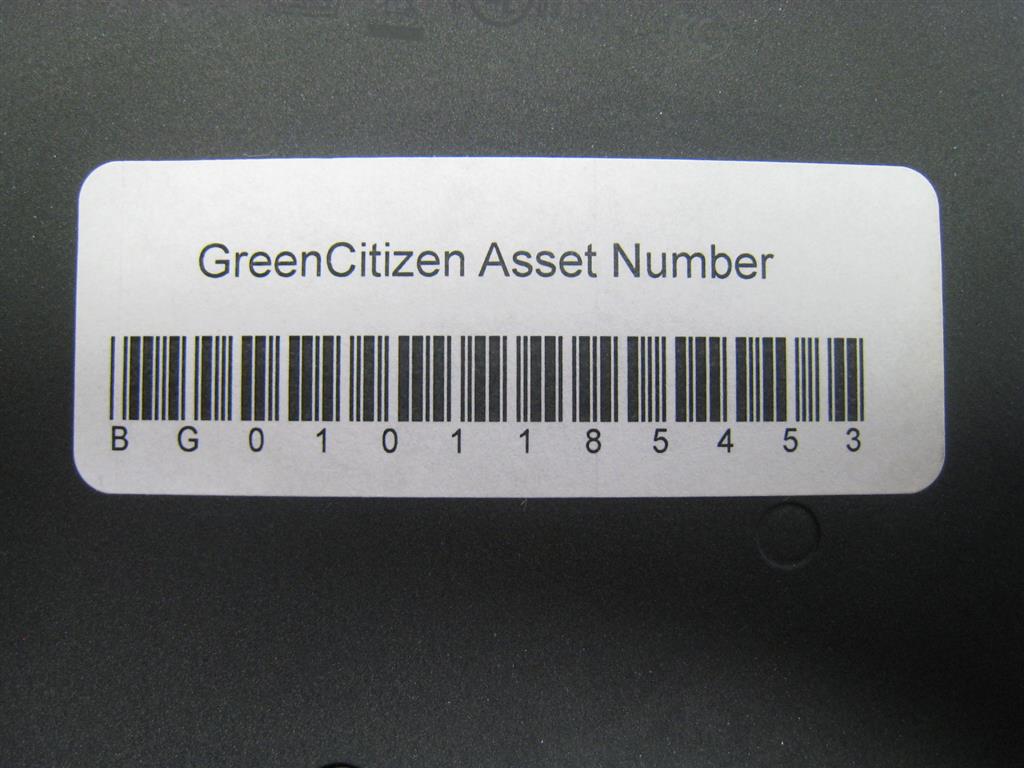 GreenCitizen Asset Number
B G 0 1 0 1 1 8 5 4 5 3